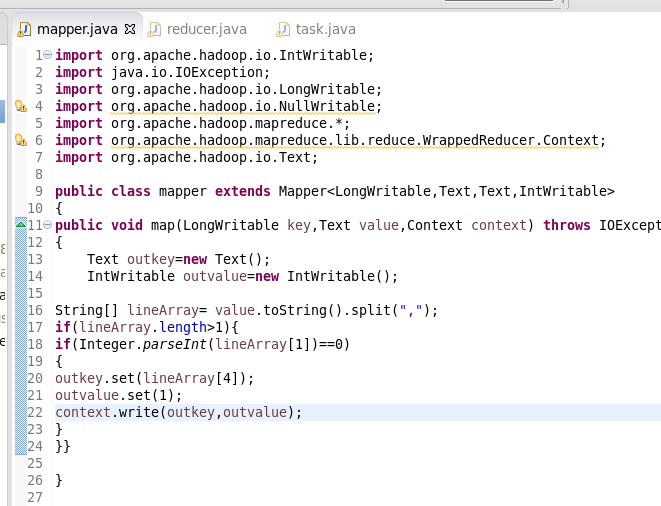 mapper.java reducer.java task.java
1 import org.apache.hadoop.io.IntWritable;
2 import java.io.IOException;
3 import org.apache.hadoop.io.LongWritable;
4 import org.apache.hadoop.io.NullWritable;
5 import org.apache.hadoop.mapreduce.*;
6 import org.apache.hadoop.mapreduce.lib.reduce.WrappedReducer.Context;
7 import org.apache.hadoop.io.Text;
8
9 public class mapper extends Mapper<LongWritable,Text,Text,IntWritable>
10 {
11 public void map(LongWritable key,Text value,Context context) throws IOExcept
12 {
13     Text outkey=new Text();
14     IntWritable outvalue=new IntWritable();
15
16 String[] lineArray= value.toString().split(",");
17 if(lineArray.length>1){
18 if(Integer.parseInt(lineArray[1])==0)
19 {
20 outkey.set(lineArray[4]);
21 outvalue.set(1);
22 context.write(outkey,outvalue);
23 }
24 }}
25
26 }
27